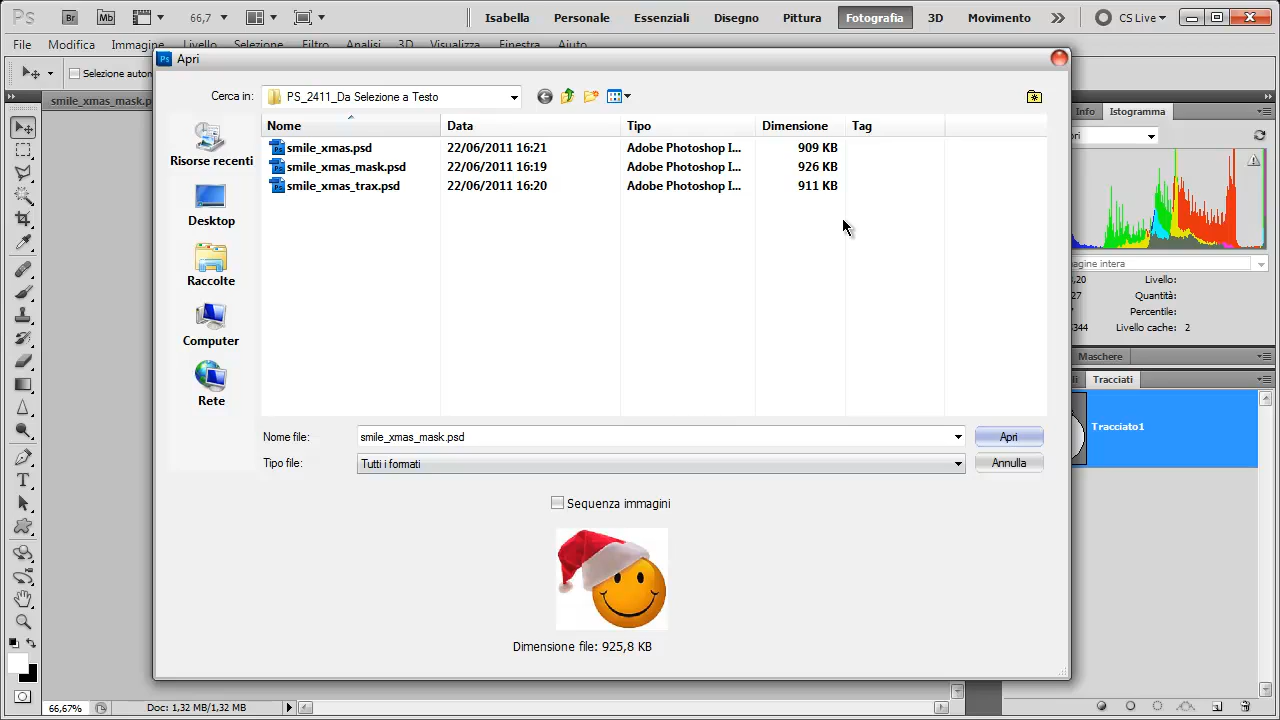 Ps Br Mb 66,7 Isabella Personale Essenziali Disegno Pittura Fotografia 3D Movimento CS Live
File Modifica Immagine Livello Selezione Filtro Analisi 3D Visualizza Finestra Aiuto
Ps Apri
Selezione autom
Cerca in: PS_2411_Da Selezione a Testo
smile_xmas_mask.p
Info Istogramma
Nome Data Tipo Dimensione Tag
smile_xmas.psd 22/06/2011 16:21 Adobe Photoshop I... 909 KB
smile_xmas_mask.psd 22/06/2011 16:19 Adobe Photoshop I... 926 KB
smile_xmas_trax.psd 22/06/2011 16:20 Adobe Photoshop I... 911 KB
Risorse recenti
Desktop
Raccolte
Computer
Rete
agine intera
,20 Livello:
27 Quantità:
Percentile:
344 Livello cache: 2
Maschere
Tracciati
Tracciato1
Nome file: smile_xmas_mask.psd Apri
Tipo file: Tutti i formati Annulla
Sequenza immagini
Dimensione file: 925,8 KB
66,67% Doc: 1,32 MB/1,32 MB